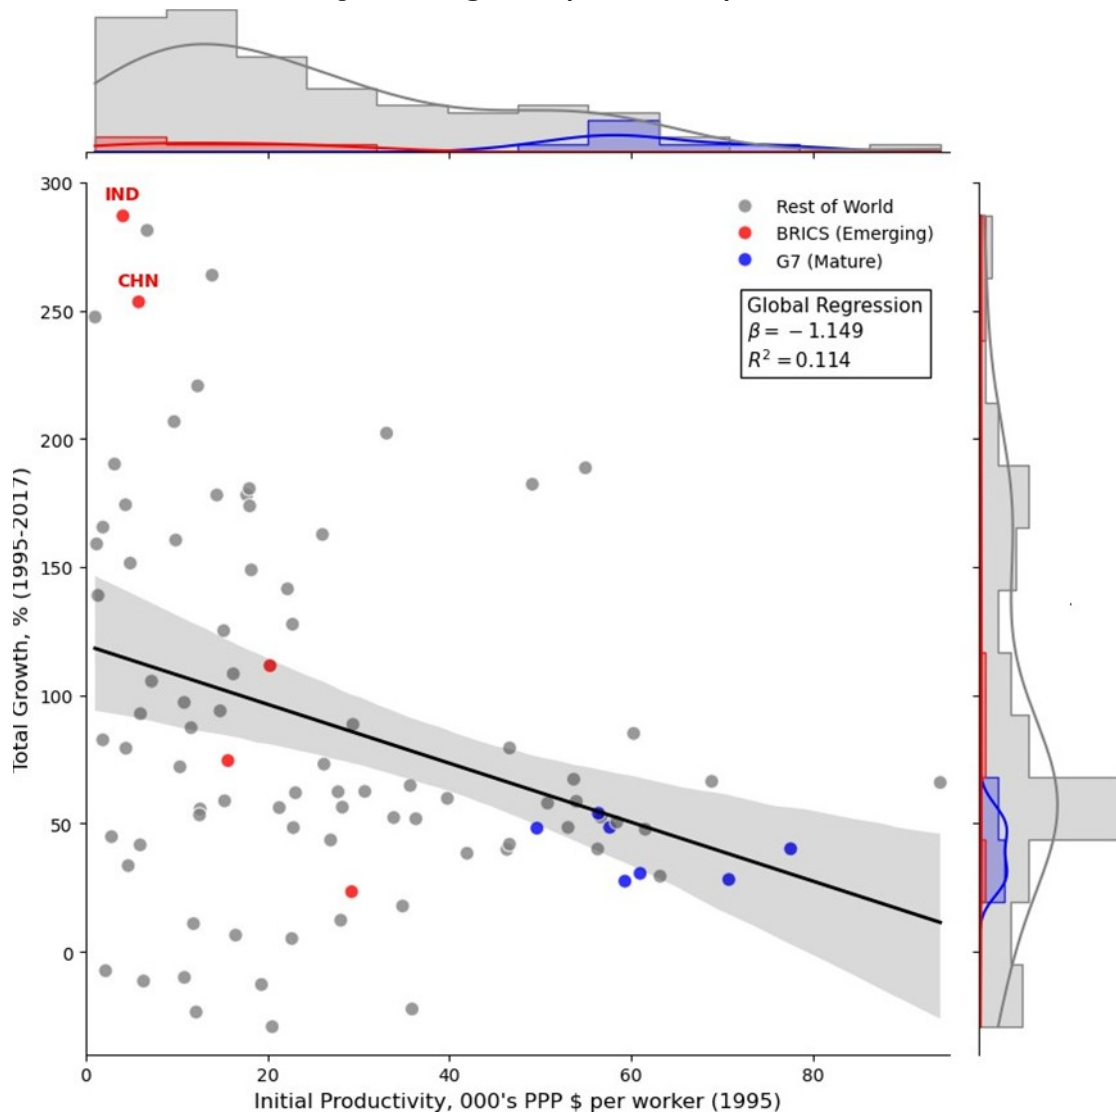 300
IND
CHN
250
200
150
100
50
0
Total Growth, % (1995-2017)
Rest of World
BRICS (Emerging)
G7 (Mature)
Global Regression
β = − 1.149
R² = 0.114
0 20 40 60 80
Initial Productivity, 000's PPP $ per worker (1995)